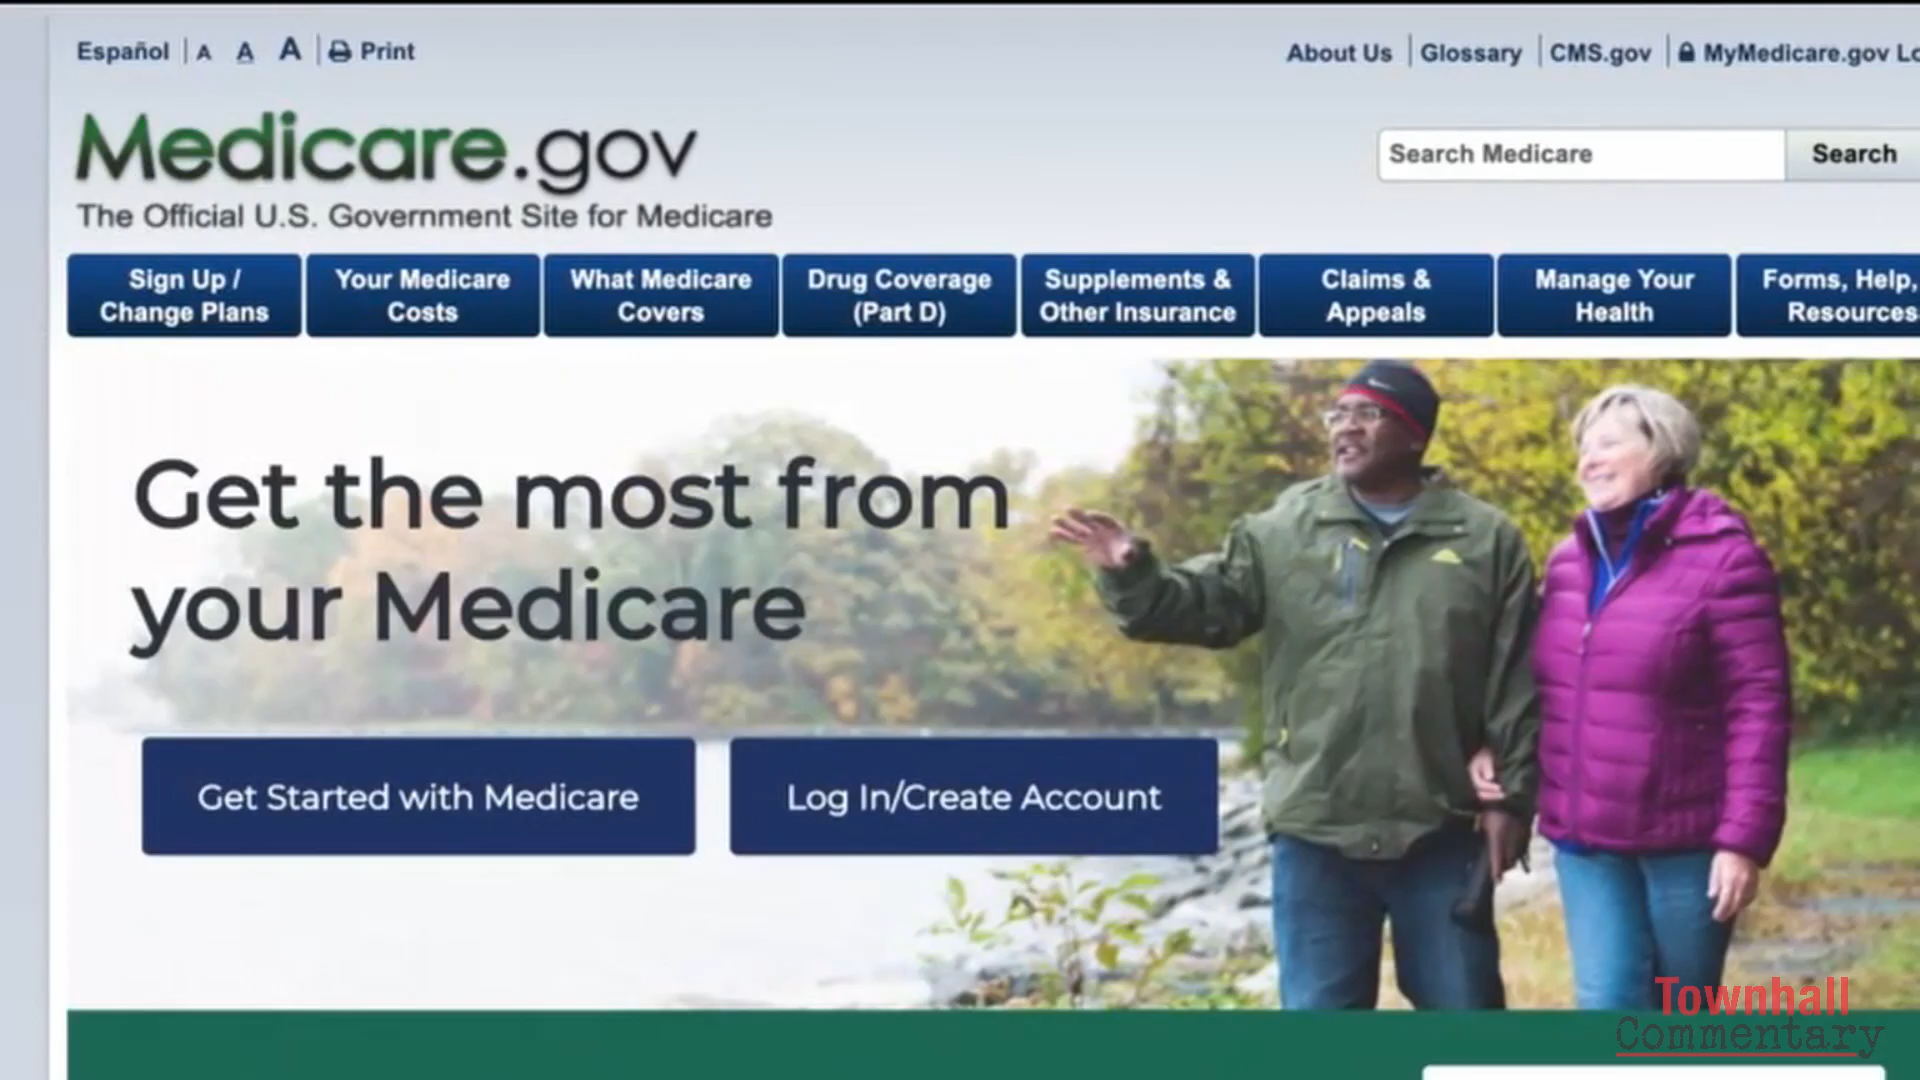 Español
A A A
Print
About Us
Glossary
CMS.gov
MyMedicare.gov Lo
Medicare.gov
The Official U.S. Government Site for Medicare
Search Medicare
Search
Sign Up /
Change Plans
Your Medicare
Costs
What Medicare
Covers
Drug Coverage
(Part D)
Supplements &
Other Insurance
Claims &
Appeals
Manage Your
Health
Forms, Help,
Resources
Get the most from
your Medicare
Get Started with Medicare
Log In/Create Account
Townhall
Commentary